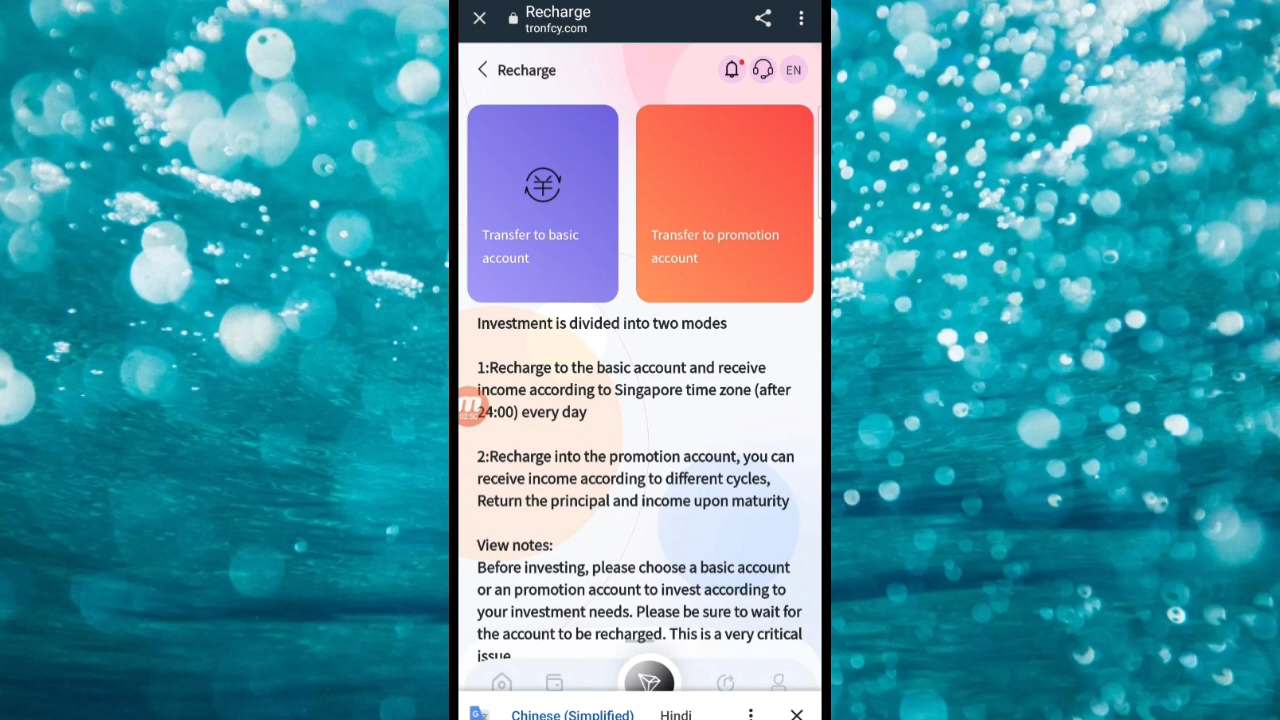 Recharge
tronfcy.com
Recharge
EN
Transfer to basic
account
Transfer to promotion
account
Investment is divided into two modes
1:Recharge to the basic account and receive
income according to Singapore time zone (after
24:00) every day
02:50
2:Recharge into the promotion account, you can
receive income according to different cycles,
Return the principal and income upon maturity
View notes:
Before investing, please choose a basic account
or an promotion account to invest according to
your investment needs. Please be sure to wait for
the account to be recharged. This is a very critical
issue
Chinese (Simplified)
Hindi